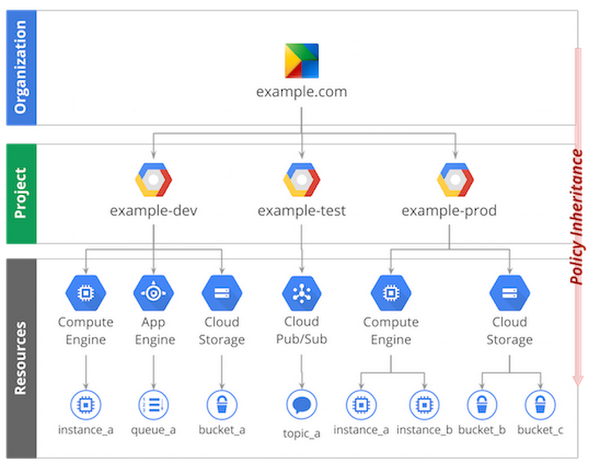 Organization
example.com
Project
example-dev
example-test
example-prod
Policy Inheritance
Resources
Compute
Engine
App
Engine
Cloud
Storage
Cloud
Pub/Sub
Compute
Engine
Cloud
Storage
instance_a
queue_a
bucket_a
topic_a
instance_a
instance_b
bucket_b
bucket_c